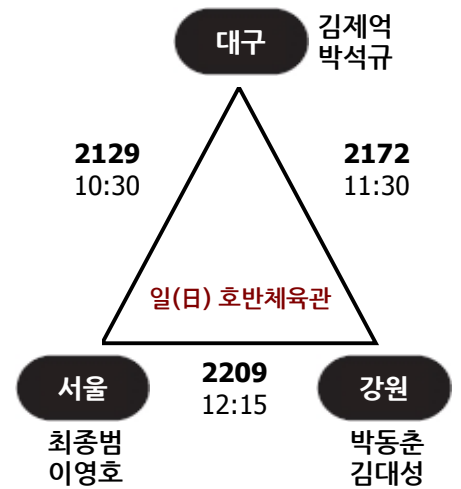 대구
김제억
박석규
2129
10:30
2172
11:30
일(日) 호반체육관
서울
2209
12:15
강원
최종범
이영호
박동춘
김대성